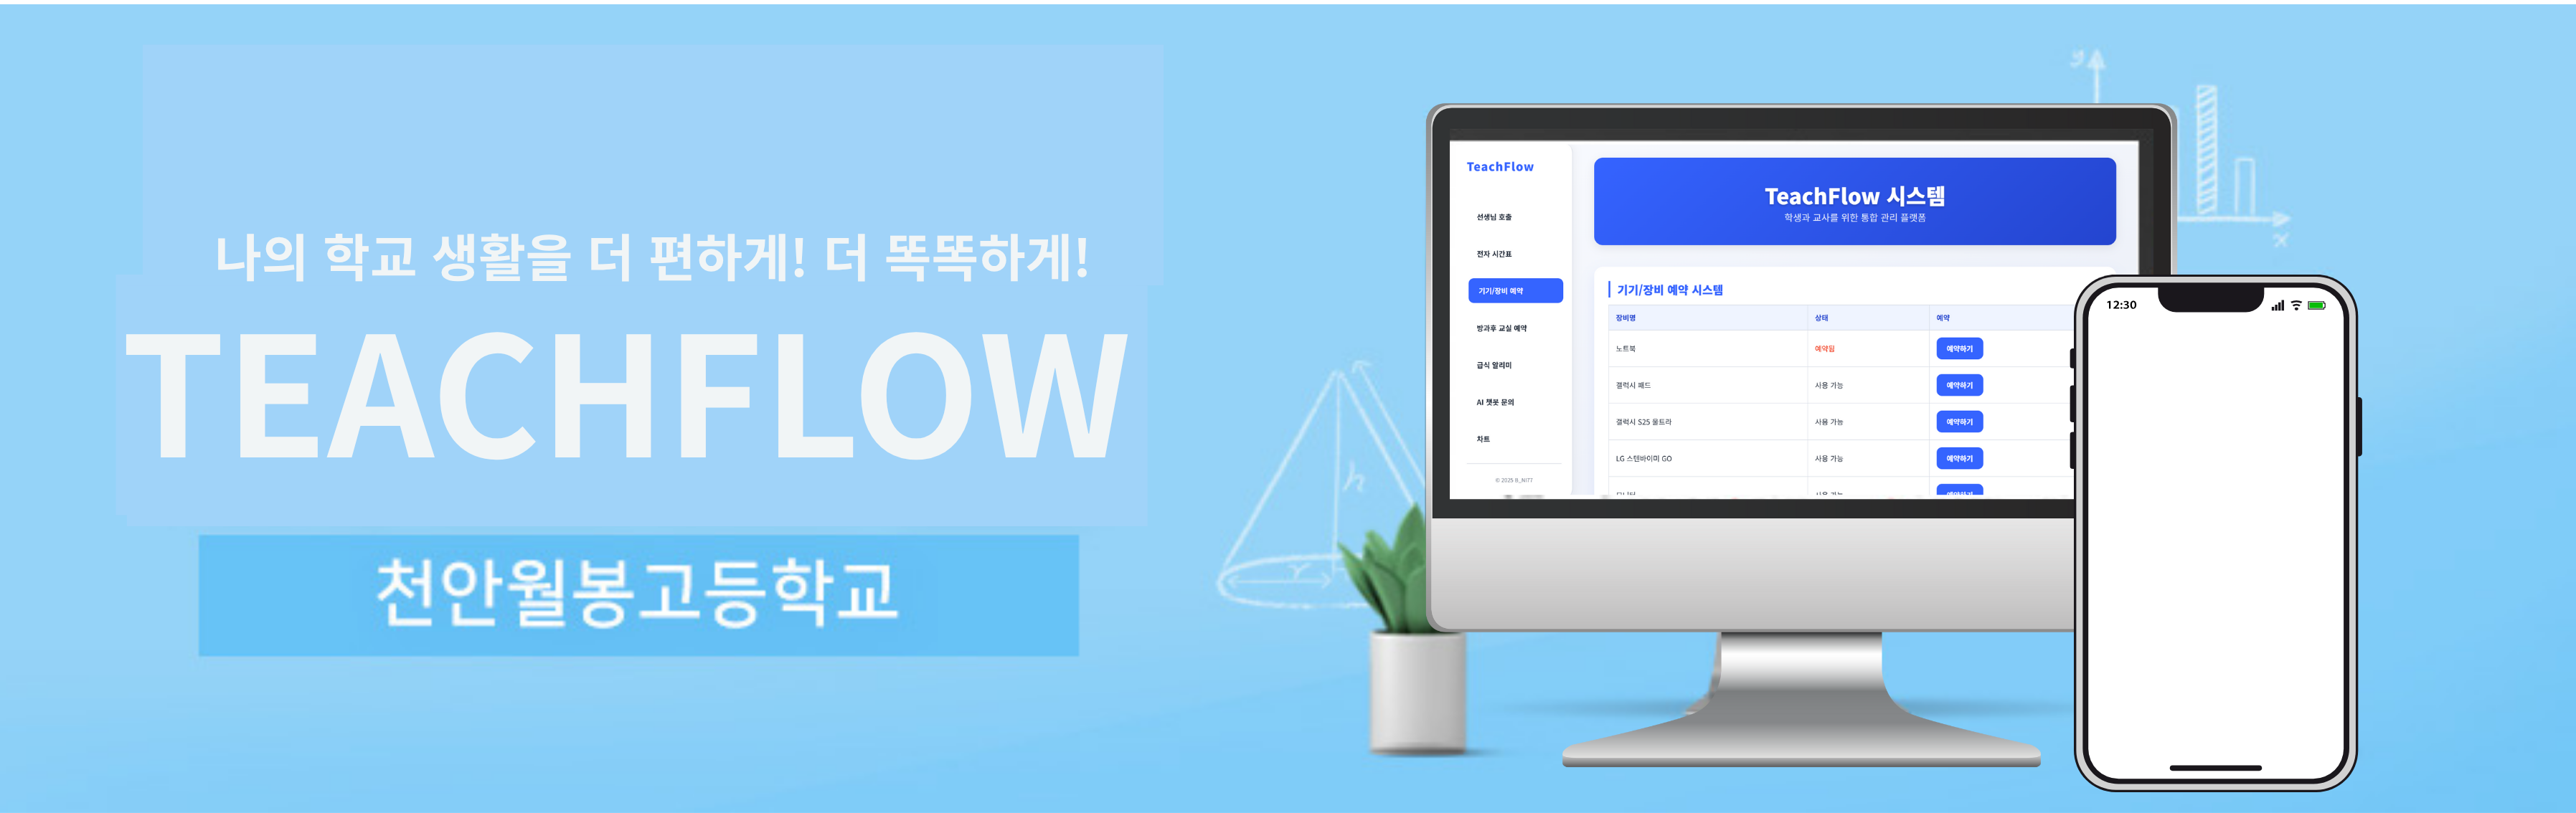 나의 학교 생활을 더 편하게! 더 똑똑하게!
TEACHFLOW
천안월봉고등학교
TeachFlow
선생님 호출
전자 시간표
기기/장비 예약
방과후 교실 예약
급식 알리미
AI 챗봇 문의
차트
© 2025 B_NI77
TeachFlow 시스템
학생과 교사를 위한 통합 관리 플랫폼
기기/장비 예약 시스템
장비명 상태 예약
노트북 예약됨 예약하기
갤럭시 패드 사용 가능 예약하기
갤럭시 S25 울트라 사용 가능 예약하기
LG 스텐바이미 GO 사용 가능 예약하기
12:30
y
x
h
r